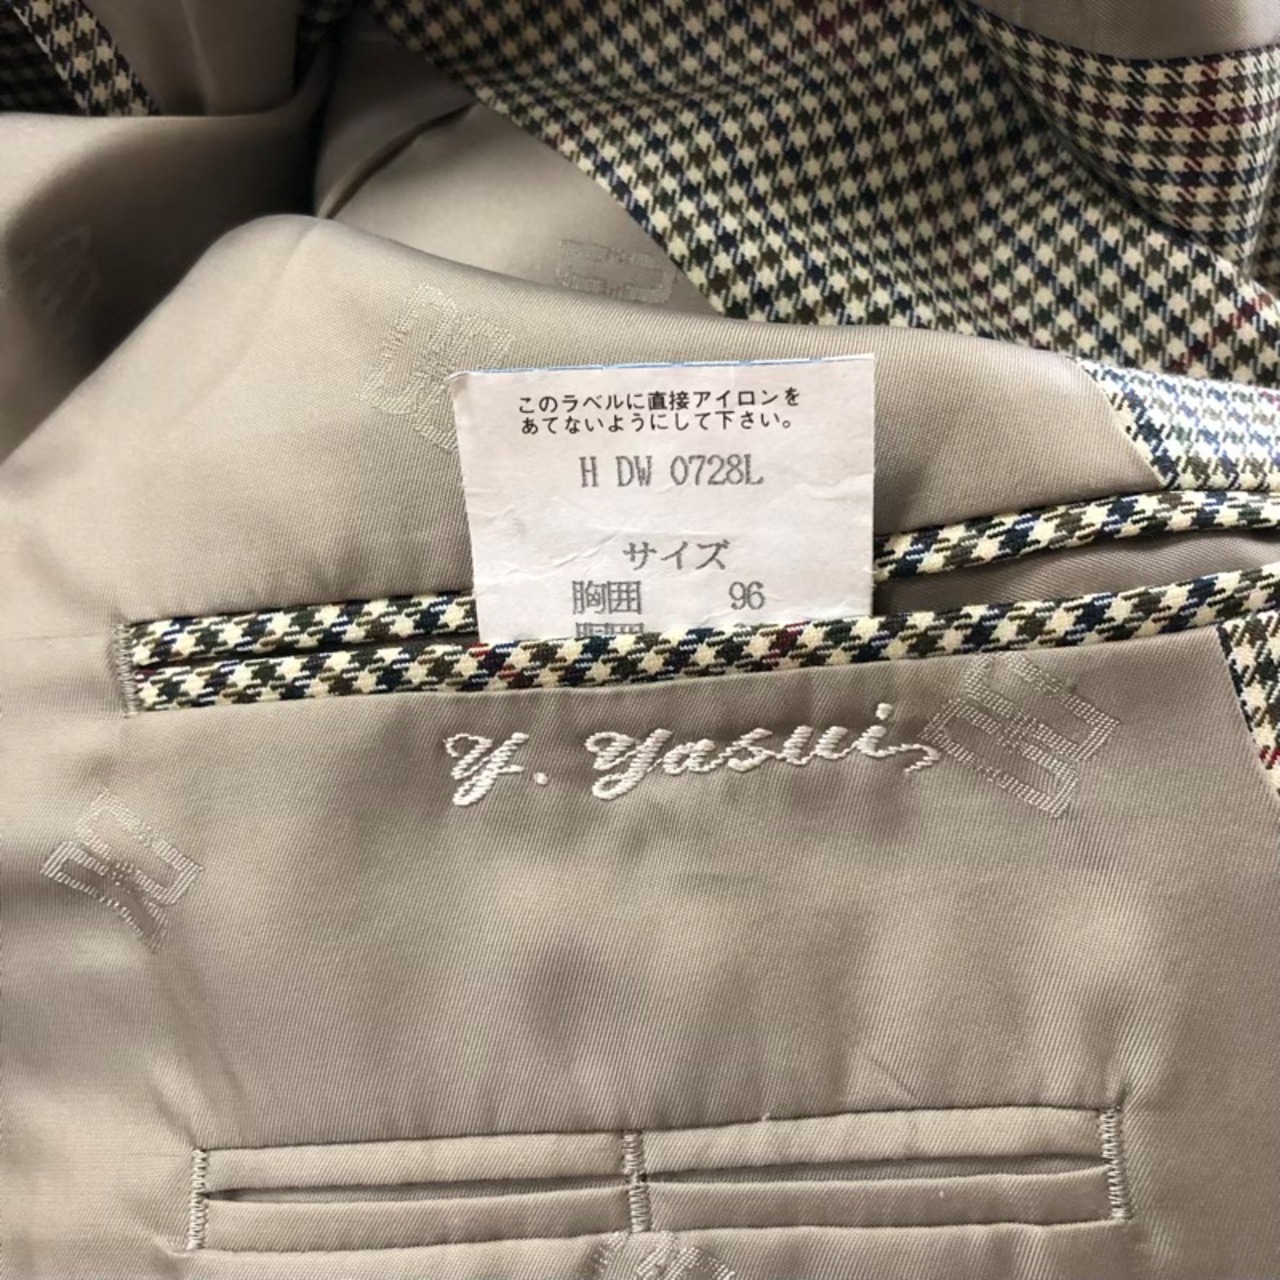 このラベルに直接アイロンを
あてないようにして下さい。
H DW 0728L
サイズ
胸囲 96
y. yasui